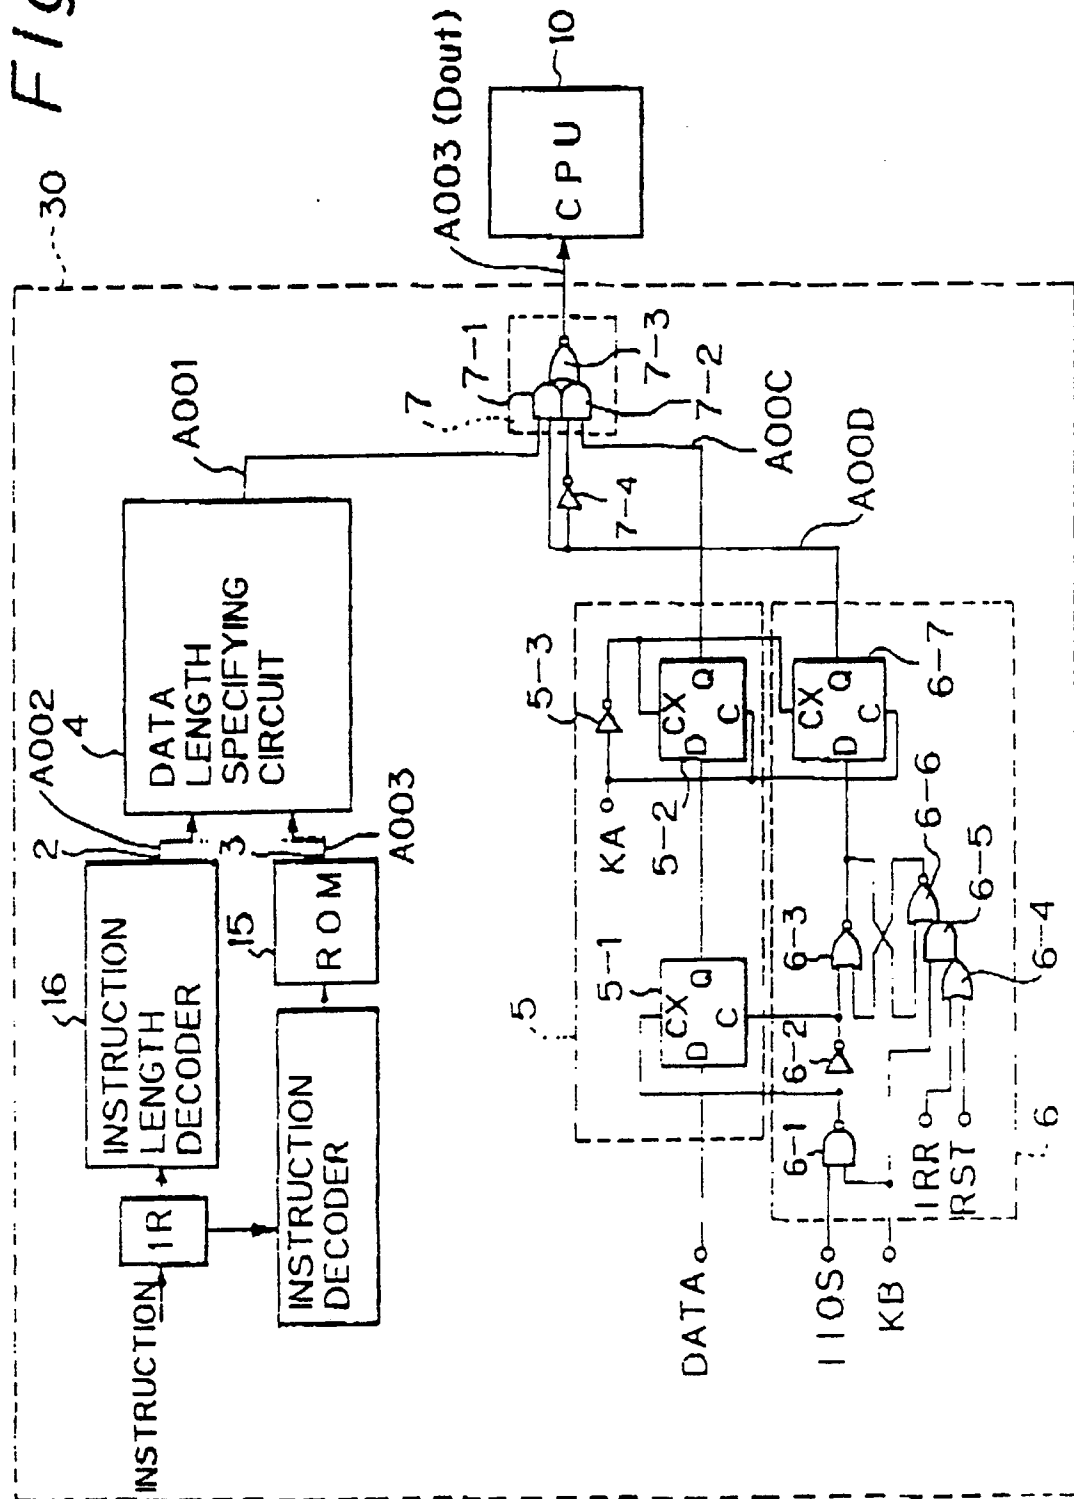 Fig
30
INSTRUCTION
IR
16
INSTRUCTION
LENGTH
DECODER
2
A002
4
DATA
LENGTH
SPECIFYING
CIRCUIT
A001
INSTRUCTION
DECODER
15
ROM
3
A003
7
7-1
7-3
7-2
7-4
A003 (Dout)
CPU
10
A00C
A00D
5
5-1
CX
D
Q
C
KA
5-3
5-2
CX
D
Q
C
DATA
IIOS
KB
IRR
RST
6-1
6-2
6-3
6-4
6-5
6-6
CX
D
Q
C
6-7
6